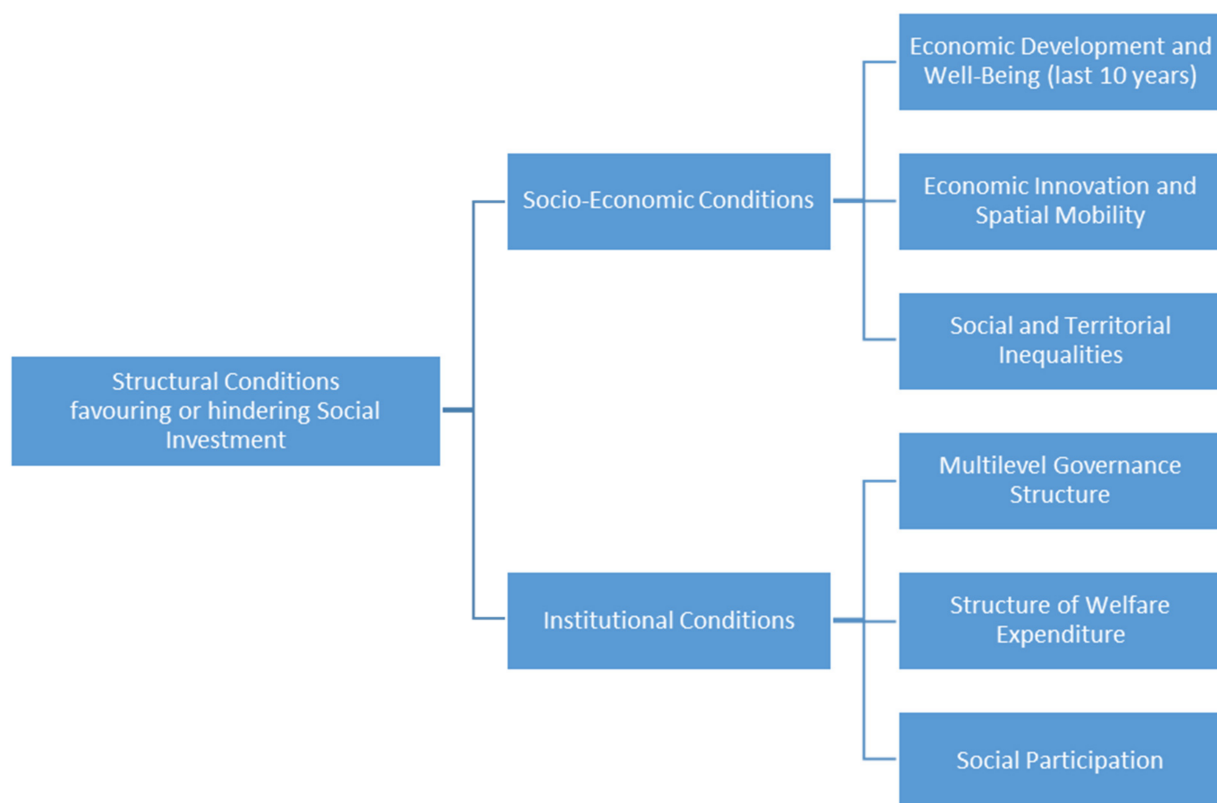 Structural Conditions
favouring or hindering Social
Investment
Socio-Economic Conditions
Economic Development and
Well-Being (last 10 years)
Economic Innovation and
Spatial Mobility
Social and Territorial
Inequalities
Institutional Conditions
Multilevel Governance
Structure
Structure of Welfare
Expenditure
Social Participation